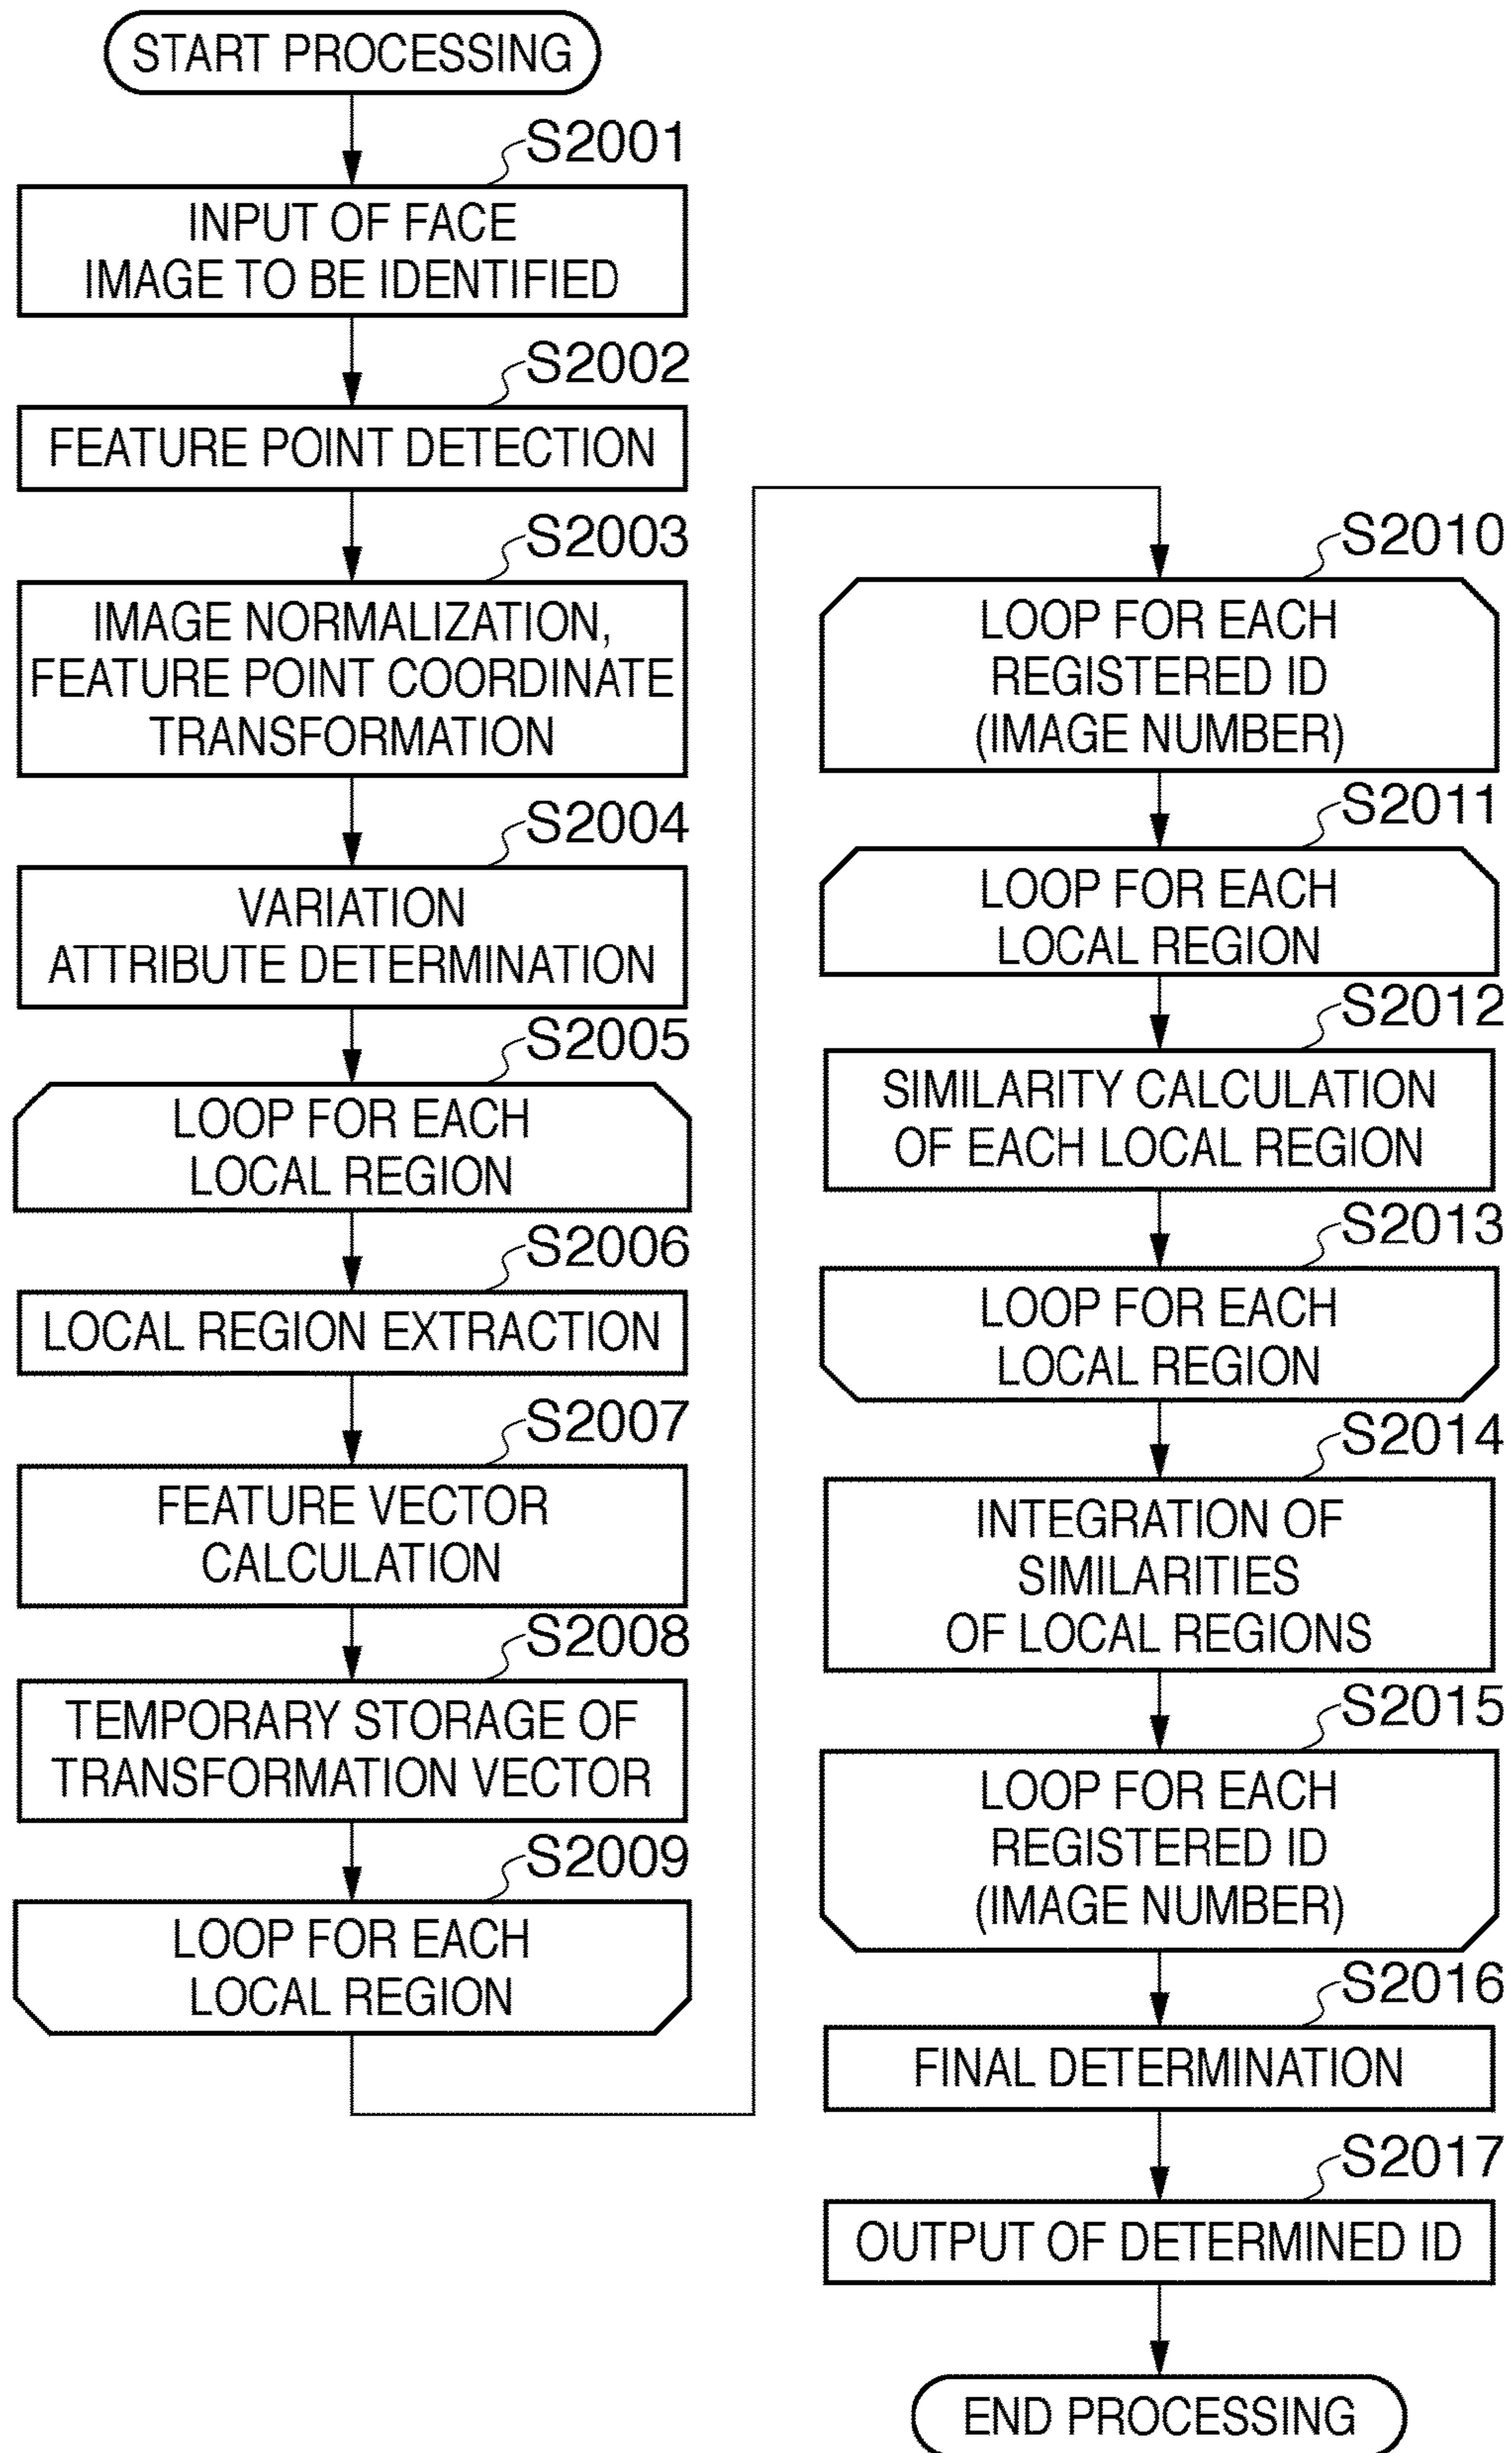 START PROCESSING
S2001
INPUT OF FACE
IMAGE TO BE IDENTIFIED
S2002
FEATURE POINT DETECTION
S2003
IMAGE NORMALIZATION,
FEATURE POINT COORDINATE
TRANSFORMATION
S2004
VARIATION
ATTRIBUTE DETERMINATION
S2005
LOOP FOR EACH
LOCAL REGION
S2006
LOCAL REGION EXTRACTION
S2007
FEATURE VECTOR
CALCULATION
S2008
TEMPORARY STORAGE OF
TRANSFORMATION VECTOR
S2009
LOOP FOR EACH
LOCAL REGION
S2010
LOOP FOR EACH
REGISTERED ID
(IMAGE NUMBER)
S2011
LOOP FOR EACH
LOCAL REGION
S2012
SIMILARITY CALCULATION
OF EACH LOCAL REGION
S2013
LOOP FOR EACH
LOCAL REGION
S2014
INTEGRATION OF
SIMILARITIES
OF LOCAL REGIONS
S2015
LOOP FOR EACH
REGISTERED ID
(IMAGE NUMBER)
S2016
FINAL DETERMINATION
S2017
OUTPUT OF DETERMINED ID
END PROCESSING